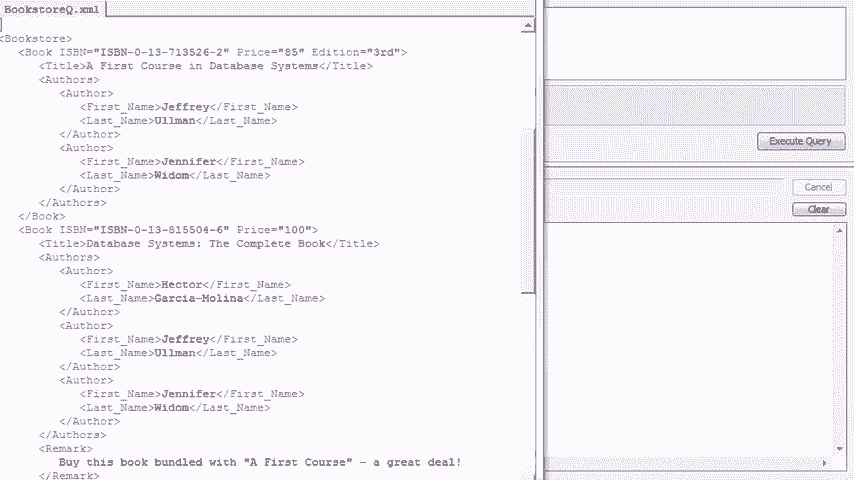 BookstoreQ.xml
<Bookstore>
<Book ISBN="ISBN-0-13-713526-2" Price="85" Edition="3rd">
<Title>A First Course in Database Systems</Title>
<Authors>
<Author>
<First_Name>Jeffrey</First_Name>
<Last_Name>Ullman</Last_Name>
</Author>
<Author>
<First_Name>Jennifer</First_Name>
<Last_Name>Widom</Last_Name>
</Author>
</Authors>
</Book>
<Book ISBN="ISBN-0-13-815504-6" Price="100">
<Title>Database Systems: The Complete Book</Title>
<Authors>
<Author>
<First_Name>Hector</First_Name>
<Last_Name>Garcia-Molina</Last_Name>
</Author>
<Author>
<First_Name>Jeffrey</First_Name>
<Last_Name>Ullman</Last_Name>
</Author>
<Author>
<First_Name>Jennifer</First_Name>
<Last_Name>Widom</Last_Name>
</Author>
</Authors>
<Remark>
Buy this book bundled with "A First Course" - a great deal!
</Remark>
Execute Query
Cancel
Clear